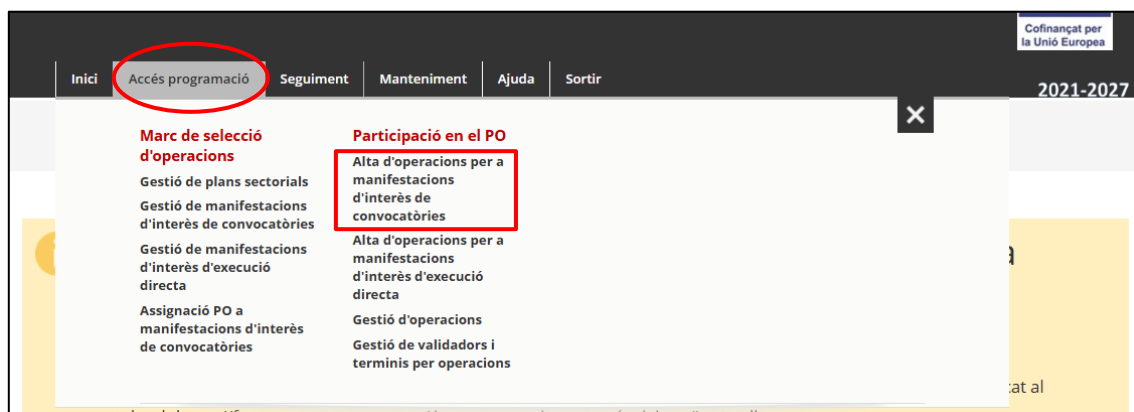 Cofinançat per
la Unió Europea
Inici Accés programació Seguiment Manteniment Ajuda Sortir
2021-2027
Marc de selecció
d'operacions
Gestió de plans sectorials
Gestió de manifestacions
d'interès de convocatòries
Gestió de manifestacions
d'interès d'execució
directa
Assignació PO a
manifestacions d'interès
de convocatòries
Participació en el PO
Alta d'operacions per a
manifestacions
d'interès de
convocatòries
Alta d'operacions per a
manifestacions
d'interès d'execució
directa
Gestió d'operacions
Gestió de validadors i
terminis per operacions
al